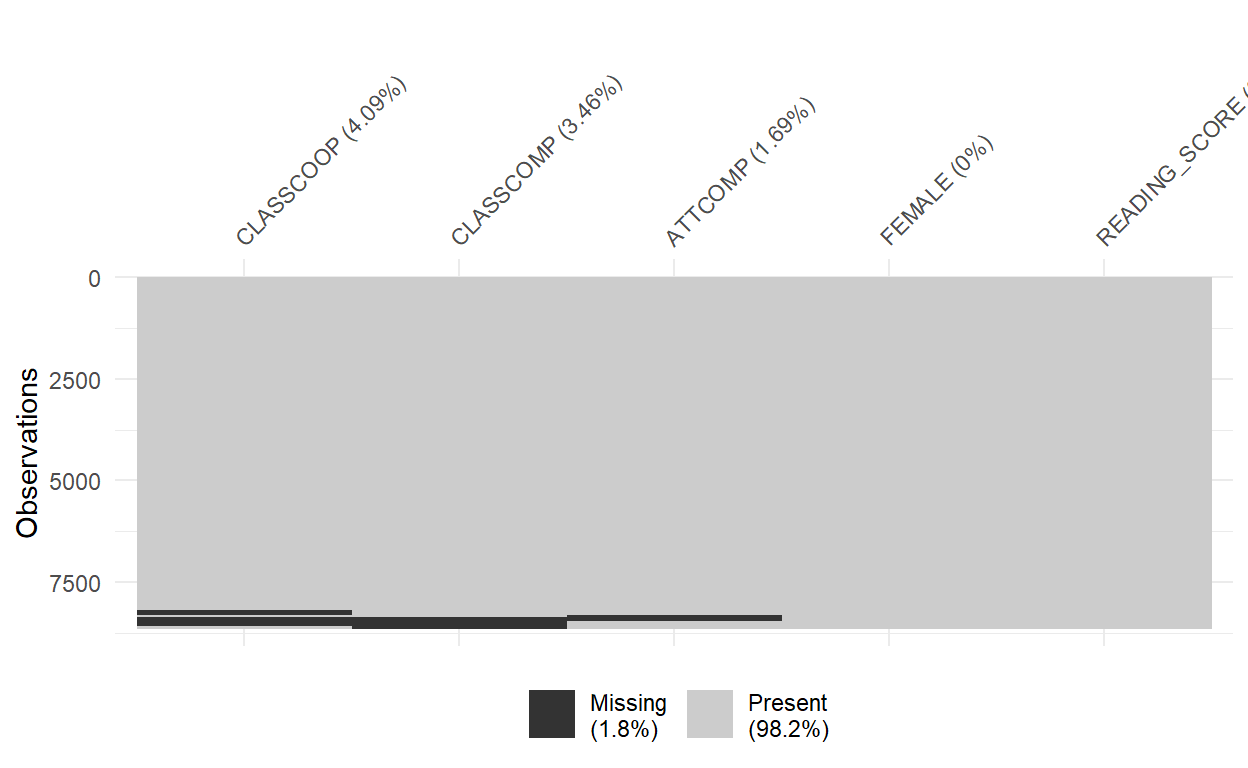 CLASSCOOP (4.09%)
CLASSCOMP (3.46%)
ATTCOMP (1.69%)
FEMALE (0%)
READING_SCORE
0
2500
5000
7500
Observations
Missing
(1.8%)
Present
(98.2%)